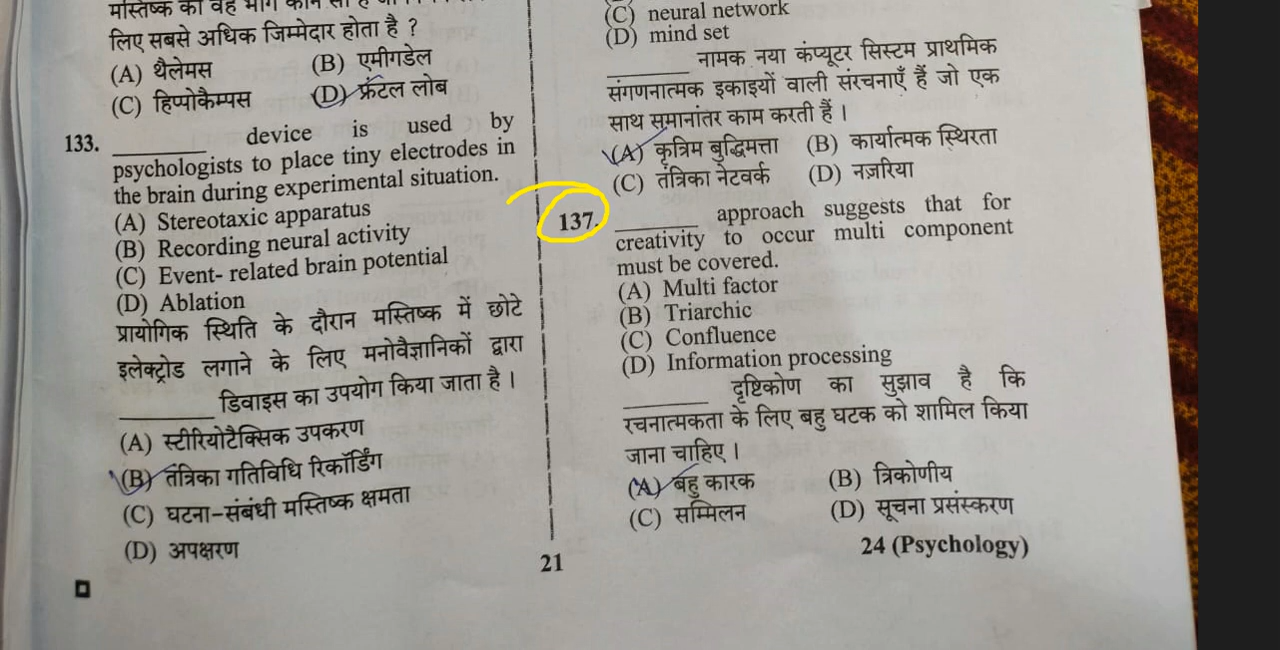 लिए सबसे अधिक जिम्मेदार होता है ?
(A) थैलेमस (B) एमीगडेल
(C) हिप्पोकैम्पस (D) फ्रंटल लोब
133. ________ device is used by
psychologists to place tiny electrodes in
the brain during experimental situation.
(A) Stereotaxic apparatus
(B) Recording neural activity
(C) Event- related brain potential
(D) Ablation
प्रायोगिक स्थिति के दौरान मस्तिष्क में छोटे
इलेक्ट्रोड लगाने के लिए मनोवैज्ञानिकों द्वारा
________ डिवाइस का उपयोग किया जाता है ।
(A) स्टीरियोटैक्सिक उपकरण
(B) तंत्रिका गतिविधि रिकॉर्डिंग
(C) घटना-संबंधी मस्तिष्क क्षमता
(D) अपक्षरण
(C) neural network
(D) mind set
________ नामक नया कंप्यूटर सिस्टम प्राथमिक
संगणनात्मक इकाइयों वाली संरचनाएँ हैं जो एक
साथ समानांतर काम करती हैं ।
(A) कृत्रिम बुद्धिमत्ता (B) कार्यात्मक स्थिरता
(C) तंत्रिका नेटवर्क (D) नज़रिया
137. ________ approach suggests that for
creativity to occur multi component
must be covered.
(A) Multi factor
(B) Triarchic
(C) Confluence
(D) Information processing
________ दृष्टिकोण का सुझाव है कि
रचनात्मकता के लिए बहु घटक को शामिल किया
जाना चाहिए ।
(A) बहु कारक (B) त्रिकोणीय
(C) सम्मिलन (D) सूचना प्रसंस्करण
21
24 (Psychology)